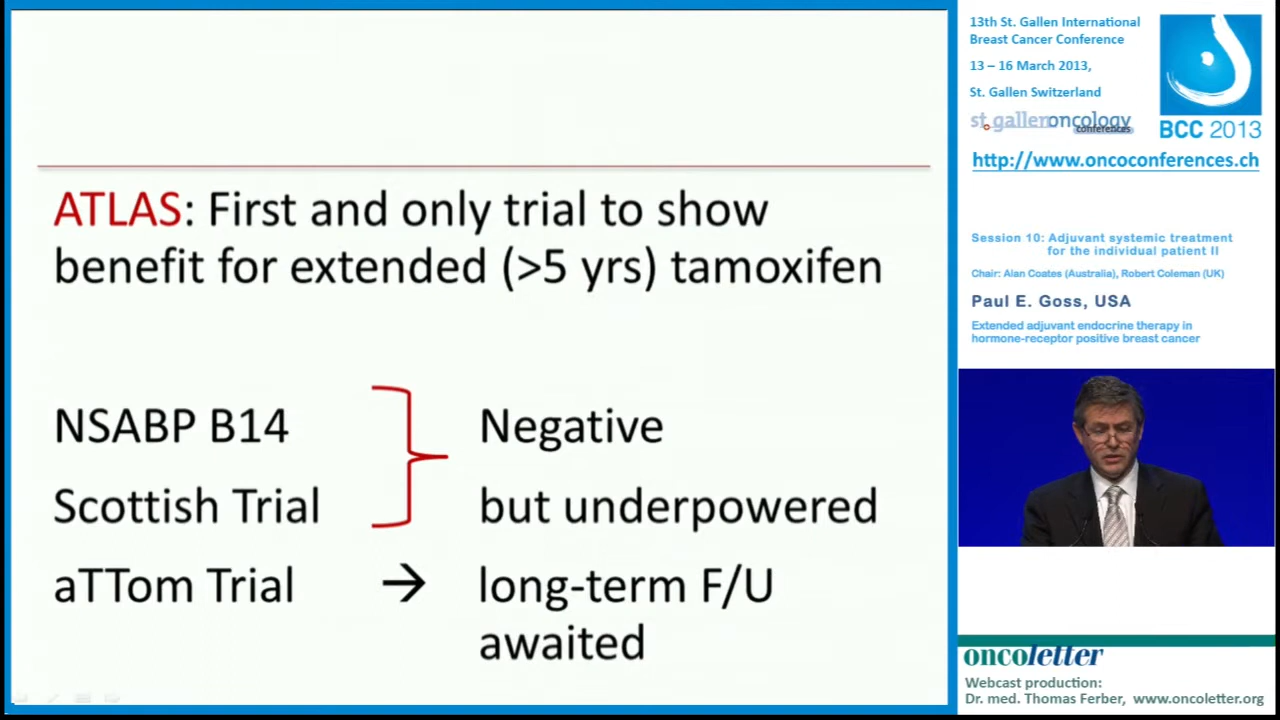 ATLAS: First and only trial to show
benefit for extended (>5 yrs) tamoxifen
NSABP B14
Negative
Scottish Trial
but underpowered
aTTom Trial → long-term F/U
awaited
13th St. Gallen International
Breast Cancer Conference
13 – 16 March 2013,
St. Gallen Switzerland
st.gallenoncology
conferences
BCC 2013
http://www.oncoconferences.ch
Session 10: Adjuvant systemic treatment
for the individual patient II
Chair: Alan Coates (Australia), Robert Coleman (UK)
Paul E. Goss, USA
Extended adjuvant endocrine therapy in
hormone-receptor positive breast cancer
oncoletter
Webcast production:
Dr. med. Thomas Ferber, www.oncoletter.org